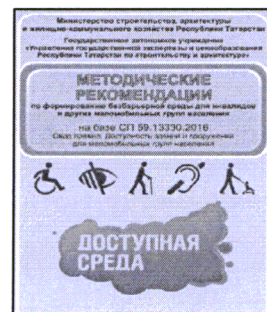 Министерство строительства, архитектуры
и жилищно-коммунального хозяйства Республики Татарстан
Государственное автономное учреждение
«Управление государственной экспертизы и ценообразования
Республики Татарстан по строительству и архитектуре»
МЕТОДИЧЕСКИЕ
РЕКОМЕНДАЦИИ
по формированию безбарьерной среды для инвалидов
и других маломобильных групп населения
на базе СП 59.13330.2016
Свод правил. Доступность зданий и сооружений
для маломобильных групп населения
ДОСТУПНАЯ
СРЕДА